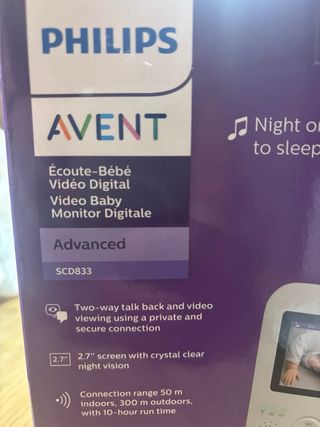 PHILIPS
AVENT
Night
to sleep
Écoute-Bébé
Vidéo Digital
Video Baby
Monitor Digitale
Advanced
SCD833
Two-way talk back and video
viewing using a private and
secure connection
2.7"
2.7" screen with crystal clear
night vision
Connection range 50 m
indoors, 300 m outdoors,
with 10-hour run time